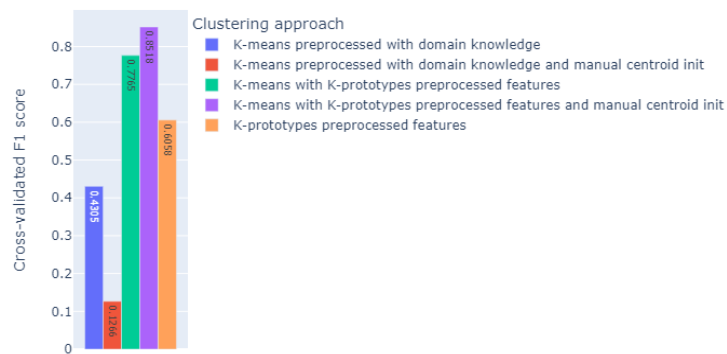 Clustering approach
K-means preprocessed with domain knowledge
K-means preprocessed with domain knowledge and manual centroid init
K-means with K-prototypes preprocessed features
K-means with K-prototypes preprocessed features and manual centroid init
K-prototypes preprocessed features
Cross-validated F1 score
0.8
0.7
0.6
0.5
0.4
0.3
0.2
0.1
0
0.4305
0.1266
0.7765
0.8518
0.6058